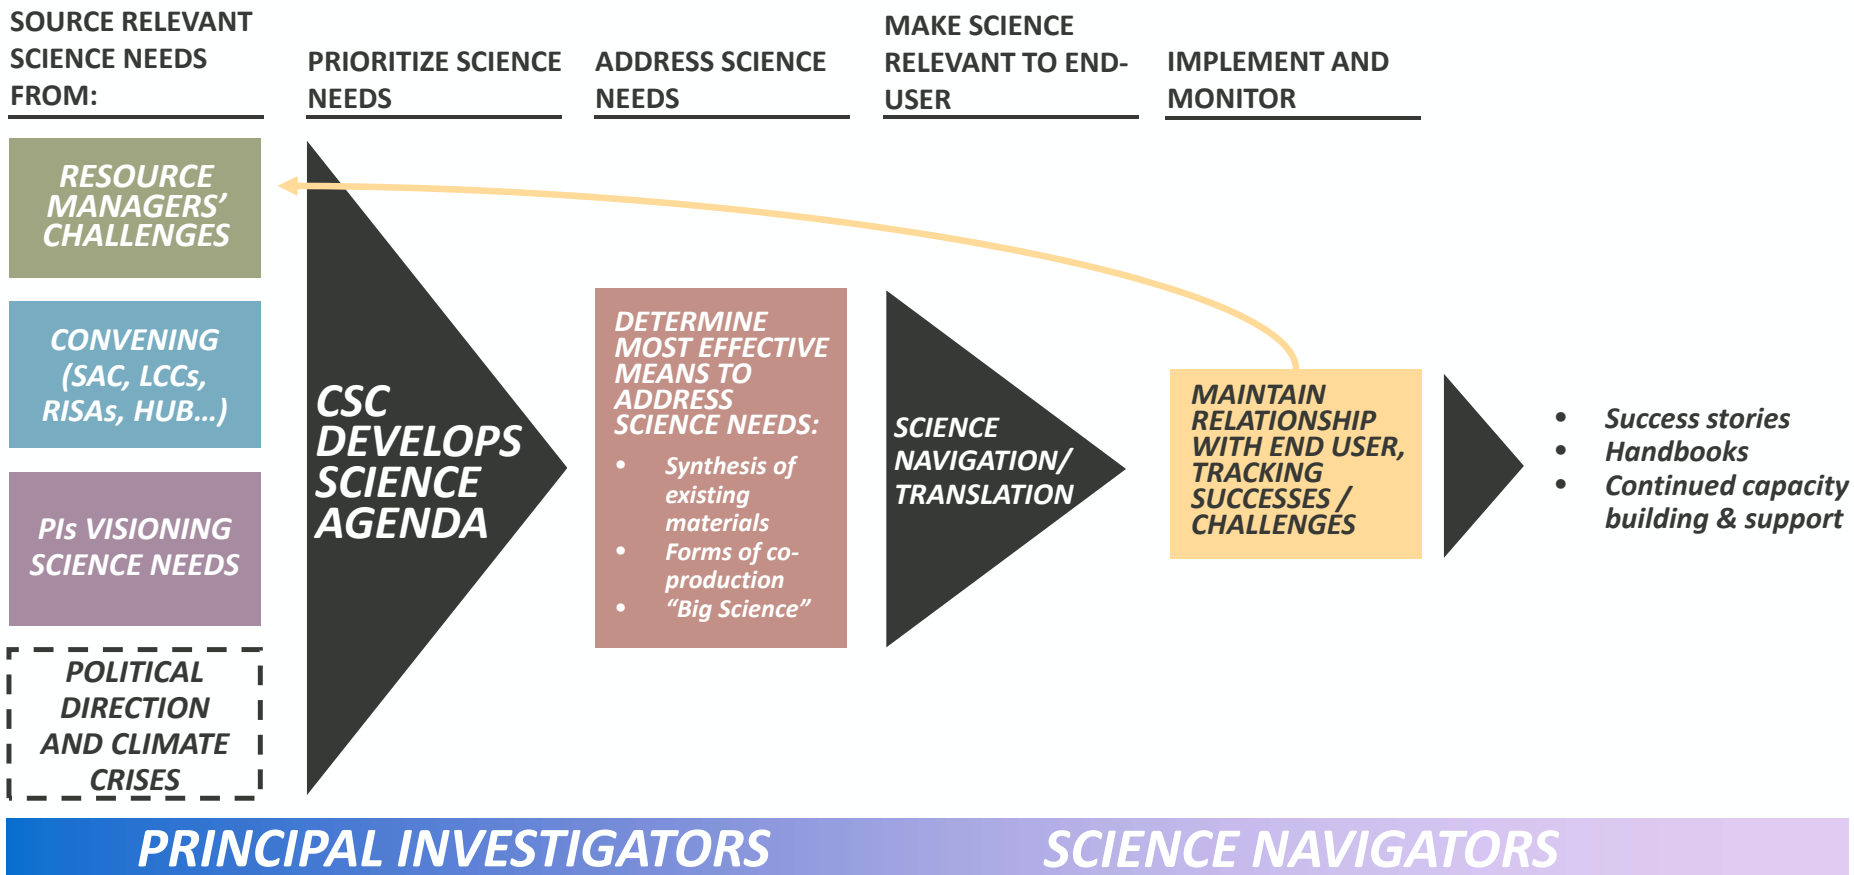 SOURCE RELEVANT
SCIENCE NEEDS
FROM:
PRIORITIZE SCIENCE
NEEDS
ADDRESS SCIENCE
NEEDS
MAKE SCIENCE
RELEVANT TO END-
USER
IMPLEMENT AND
MONITOR
RESOURCE
MANAGERS’
CHALLENGES
CONVENING
(SAC, LCCs,
RISAs, HUB…)
PIs VISIONING
SCIENCE NEEDS
POLITICAL
DIRECTION
AND CLIMATE
CRISES
CSC
DEVELOPS
SCIENCE
AGENDA
DETERMINE
MOST EFFECTIVE
MEANS TO
ADDRESS
SCIENCE NEEDS:
• Synthesis of
existing
materials
• Forms of co-
production
• “Big Science”
SCIENCE
NAVIGATION/
TRANSLATION
MAINTAIN
RELATIONSHIP
WITH END USER,
TRACKING
SUCCESSES /
CHALLENGES
• Success stories
• Handbooks
• Continued capacity
building & support
PRINCIPAL INVESTIGATORS
SCIENCE NAVIGATORS